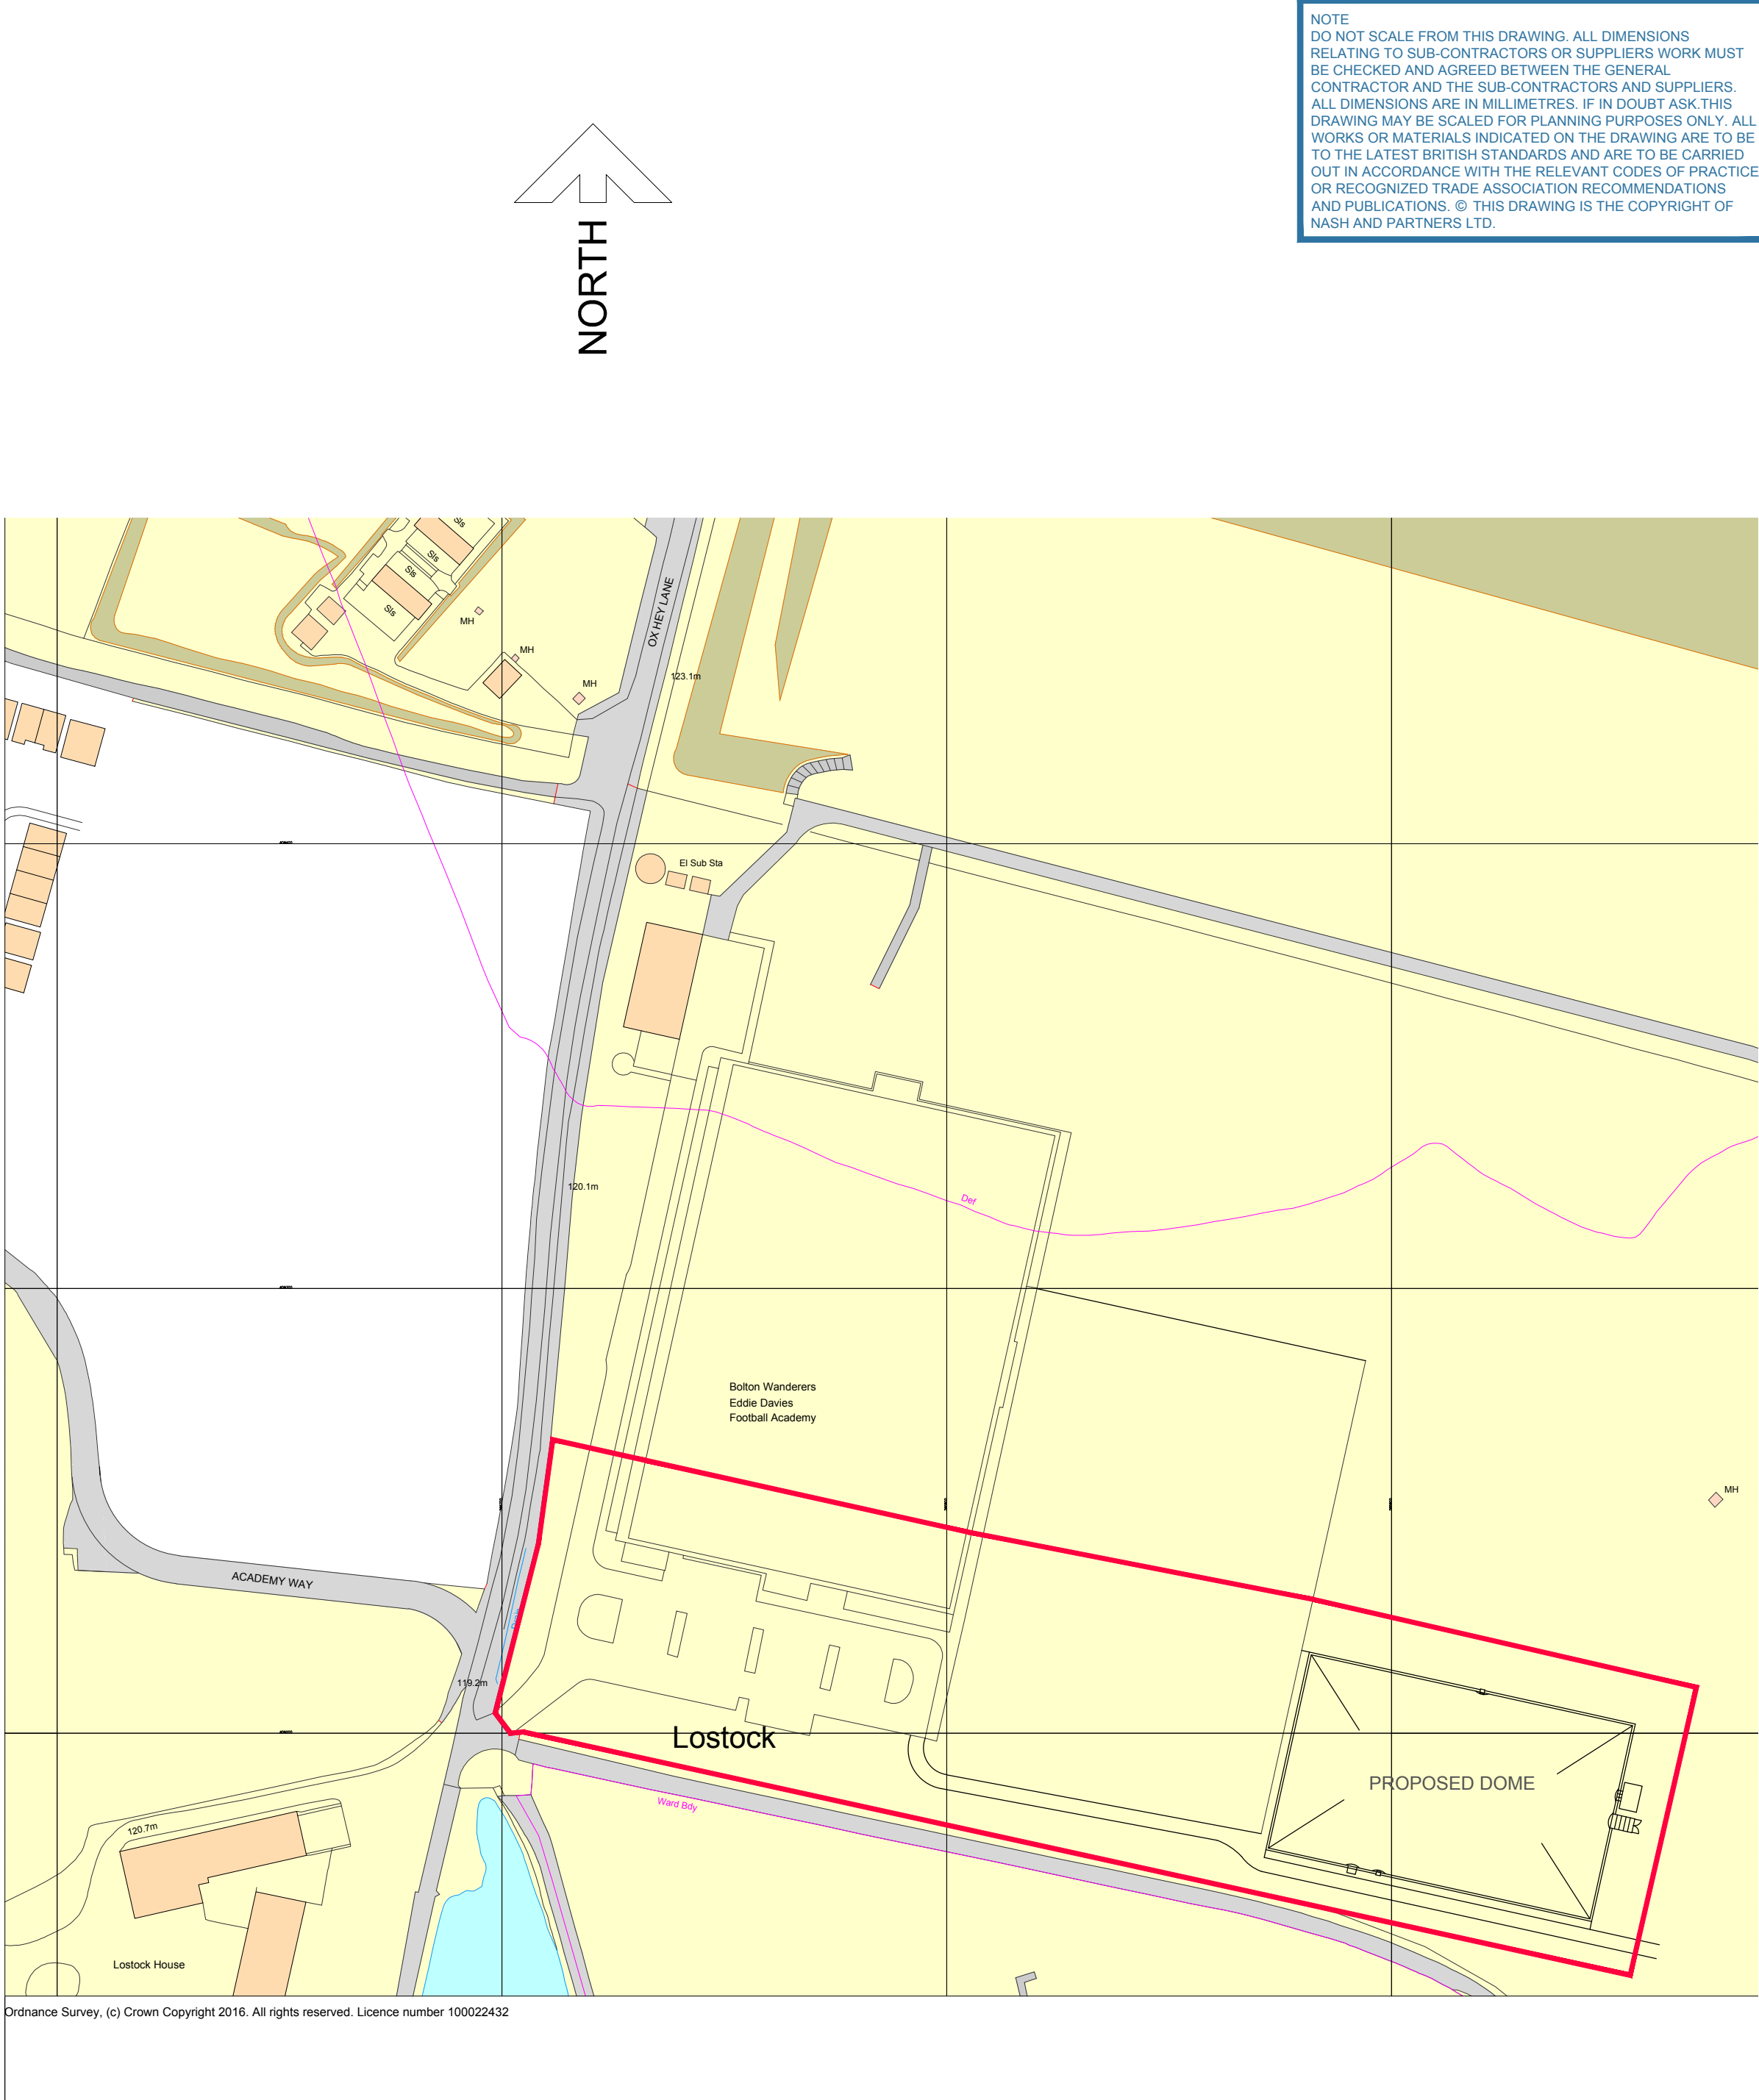 NOTE
DO NOT SCALE FROM THIS DRAWING. ALL DIMENSIONS
RELATING TO SUB-CONTRACTORS OR SUPPLIERS WORK MUST
BE CHECKED AND AGREED BETWEEN THE GENERAL
CONTRACTOR AND THE SUB-CONTRACTORS AND SUPPLIERS.
ALL DIMENSIONS ARE IN MILLIMETRES. IF IN DOUBT ASK.THIS
DRAWING MAY BE SCALED FOR PLANNING PURPOSES ONLY. ALL
WORKS OR MATERIALS INDICATED ON THE DRAWING ARE TO BE
TO THE LATEST BRITISH STANDARDS AND ARE TO BE CARRIED
OUT IN ACCORDANCE WITH THE RELEVANT CODES OF PRACTICE
OR RECOGNIZED TRADE ASSOCIATION RECOMMENDATIONS
AND PUBLICATIONS. © THIS DRAWING IS THE COPYRIGHT OF
NASH AND PARTNERS LTD.
NORTH
Sls
Sls
Sls
Sls
MH
MH
MH
OX HEY LANE
123.1m
El Sub Sta
120.1m
Def
Bolton Wanderers
Eddie Davies
Football Academy
MH
ACADEMY WAY
119.2m
Lostock
PROPOSED DOME
Ward Bdy
120.7m
Lostock House
Ordnance Survey, (c) Crown Copyright 2016. All rights reserved. Licence number 100022432